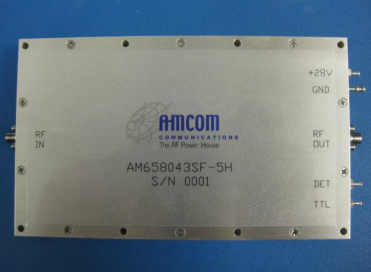 +28V
GND
AMCOM
COMMUNICATIONS
The RF Power House
RF
IN
RF
OUT
AM658043SF-5H
S/N 0001
DET
TTL